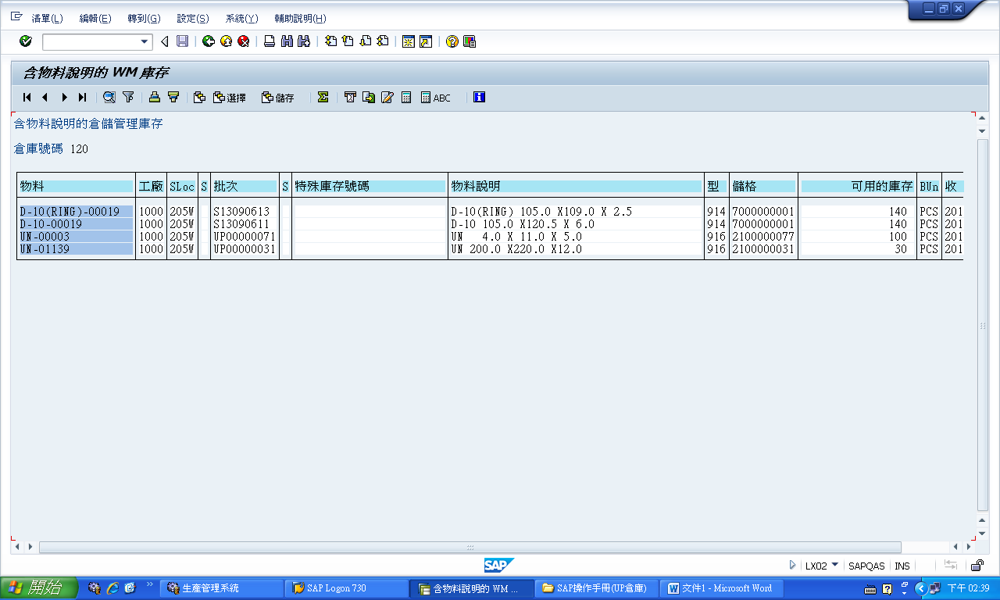 清單(L) 編輯(E) 轉到(G) 設定(S) 系統(Y) 輔助說明(H)
含物料說明的 WM 庫存
選擇 儲存 ABC
含物料說明的倉儲管理庫存
倉庫號碼 120
物料 工廠 SLoc S 批次 S 特殊庫存號碼 物料說明 型 儲格 可用的庫存 BUn 收
D-10(RING)-00019 1000 205W S13090613 D-10(RING) 105.0 X109.0 X 2.5 914 7000000001 140 PCS 201
D-10-00019 1000 205W S13090611 D-10 105.0 X120.5 X 6.0 914 7000000001 140 PCS 201
UN-00003 1000 205W UP00000071 UN 4.0 X 11.0 X 5.0 916 2100000077 100 PCS 201
UN-01139 1000 205W UP00000031 UN 200.0 X220.0 X12.0 916 2100000031 30 PCS 201
SAP LX02 SAPQAS INS
開始 生產管理系統 SAP Logon 730 含物料說明的 WM ... SAP操作手冊(UP倉庫) 文件1 - Microsoft Word 下午 02:39